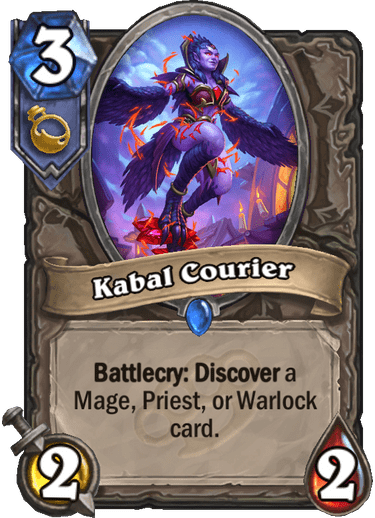 3
Kabal Courier
Battlecry: Discover a
Mage, Priest, or Warlock
card.
2
2